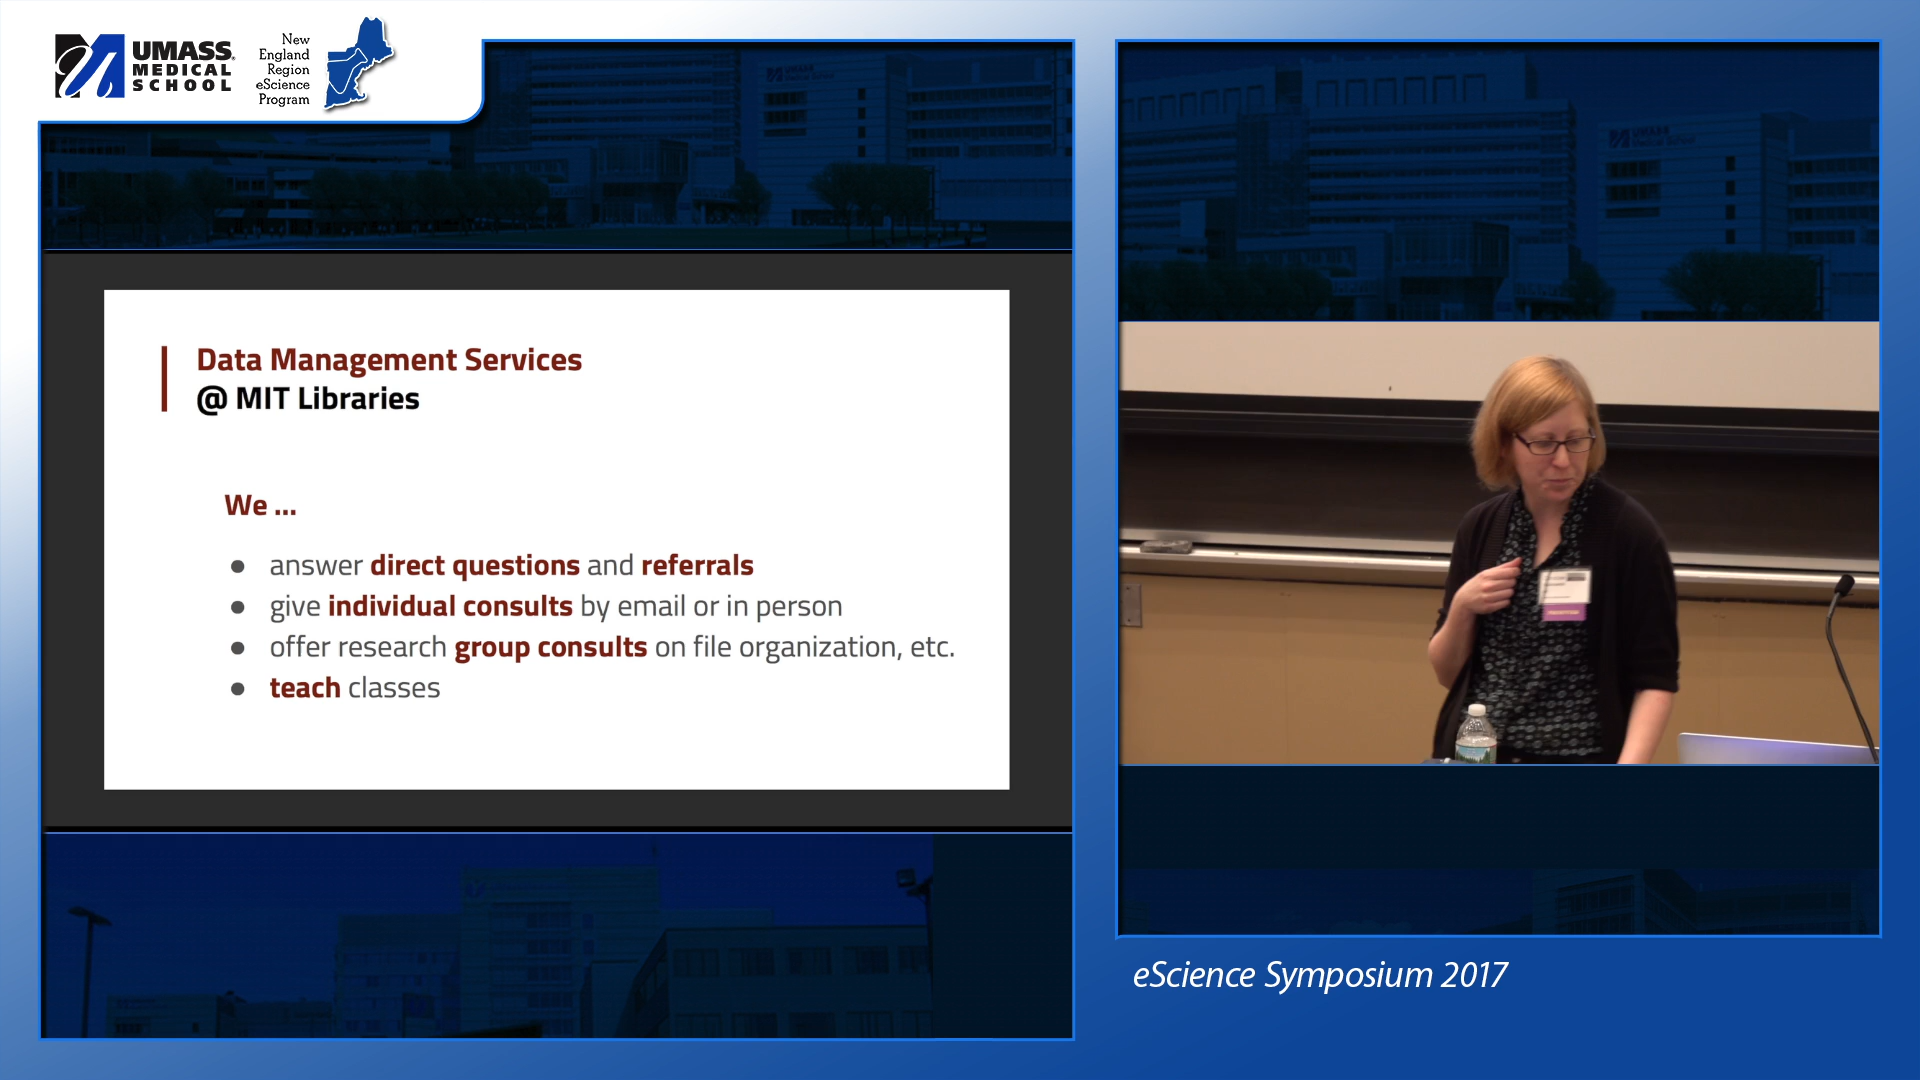 UMASS
MEDICAL
SCHOOL
New
England
Region
eScience
Program
Data Management Services
@ MIT Libraries
We ...
● answer direct questions and referrals
● give individual consults by email or in person
● offer research group consults on file organization, etc.
● teach classes
eScience Symposium 2017